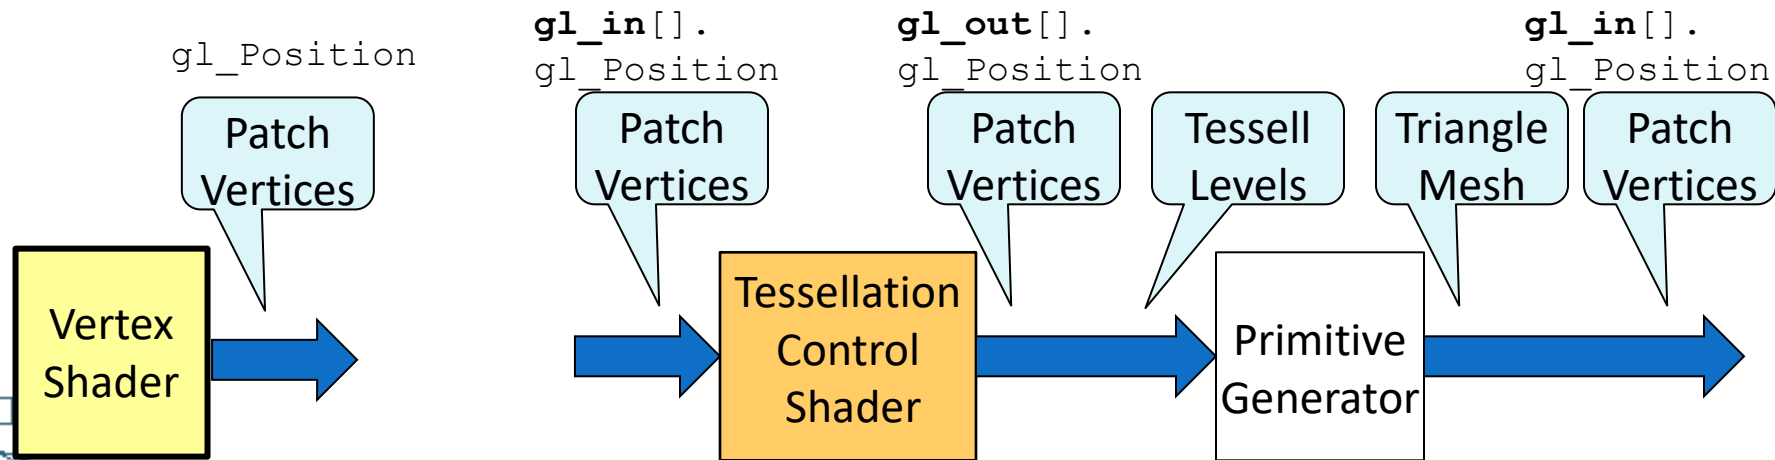 gl_Position
gl_in[].
gl_Position
gl_out[].
gl_Position
gl_in[].
gl_Position
Patch
Vertices
Patch
Vertices
Patch
Vertices
Tessell
Levels
Triangle
Mesh
Patch
Vertices
Vertex
Shader
Tessellation
Control
Shader
Primitive
Generator